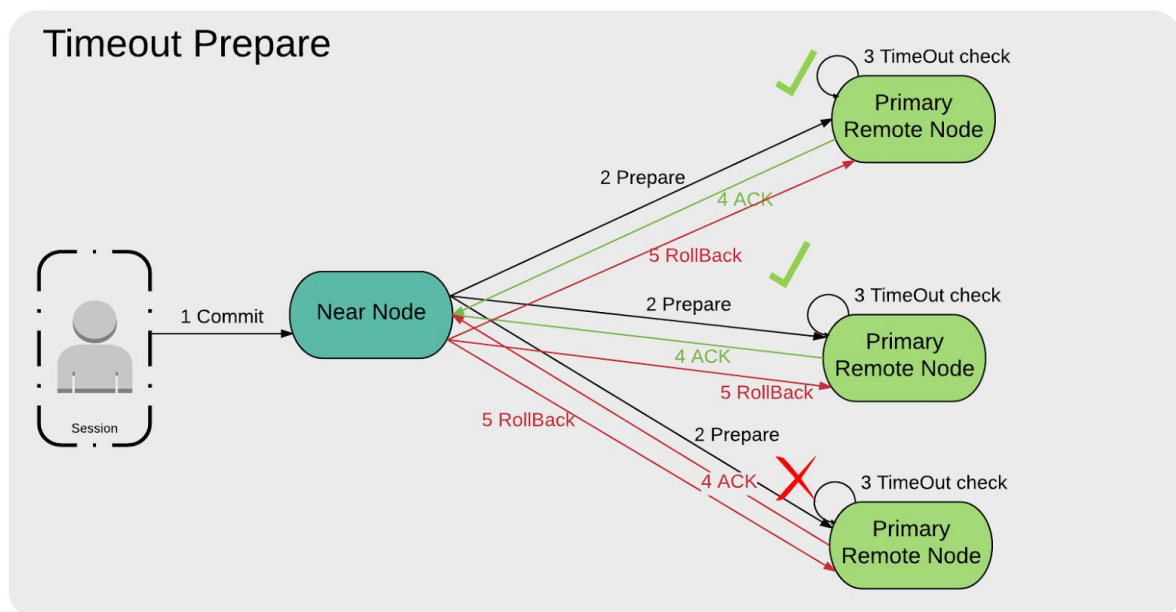 Timeout Prepare
3 TimeOut check
Primary
Remote Node
2 Prepare
4 ACK
5 RollBack
3 TimeOut check
2 Prepare
Primary
Remote Node
4 ACK
5 RollBack
1 Commit
Near Node
Session
5 RollBack
2 Prepare
4 ACK
3 TimeOut check
Primary
Remote Node